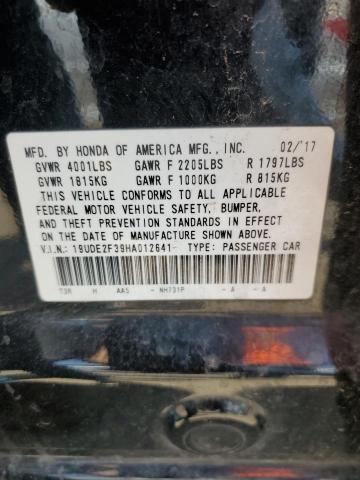 MFD. BY HONDA OF AMERICA MFG., INC. 02/'17
GVWR 4001LBS GAWR F 2205LBS R 1797LBS
GVWR 1815KG GAWR F 1000KG R 815KG
THIS VEHICLE CONFORMS TO ALL APPLICABLE
FEDERAL MOTOR VEHICLE SAFETY, BUMPER,
AND THEFT PREVENTION STANDARDS IN EFFECT
ON THE DATE OF MANUFACTURE SHOWN ABOVE.
V.I.N.: 19UDE2F39HA012641 TYPE: PASSENGER CAR
T3R H AAS NH731P - A - A